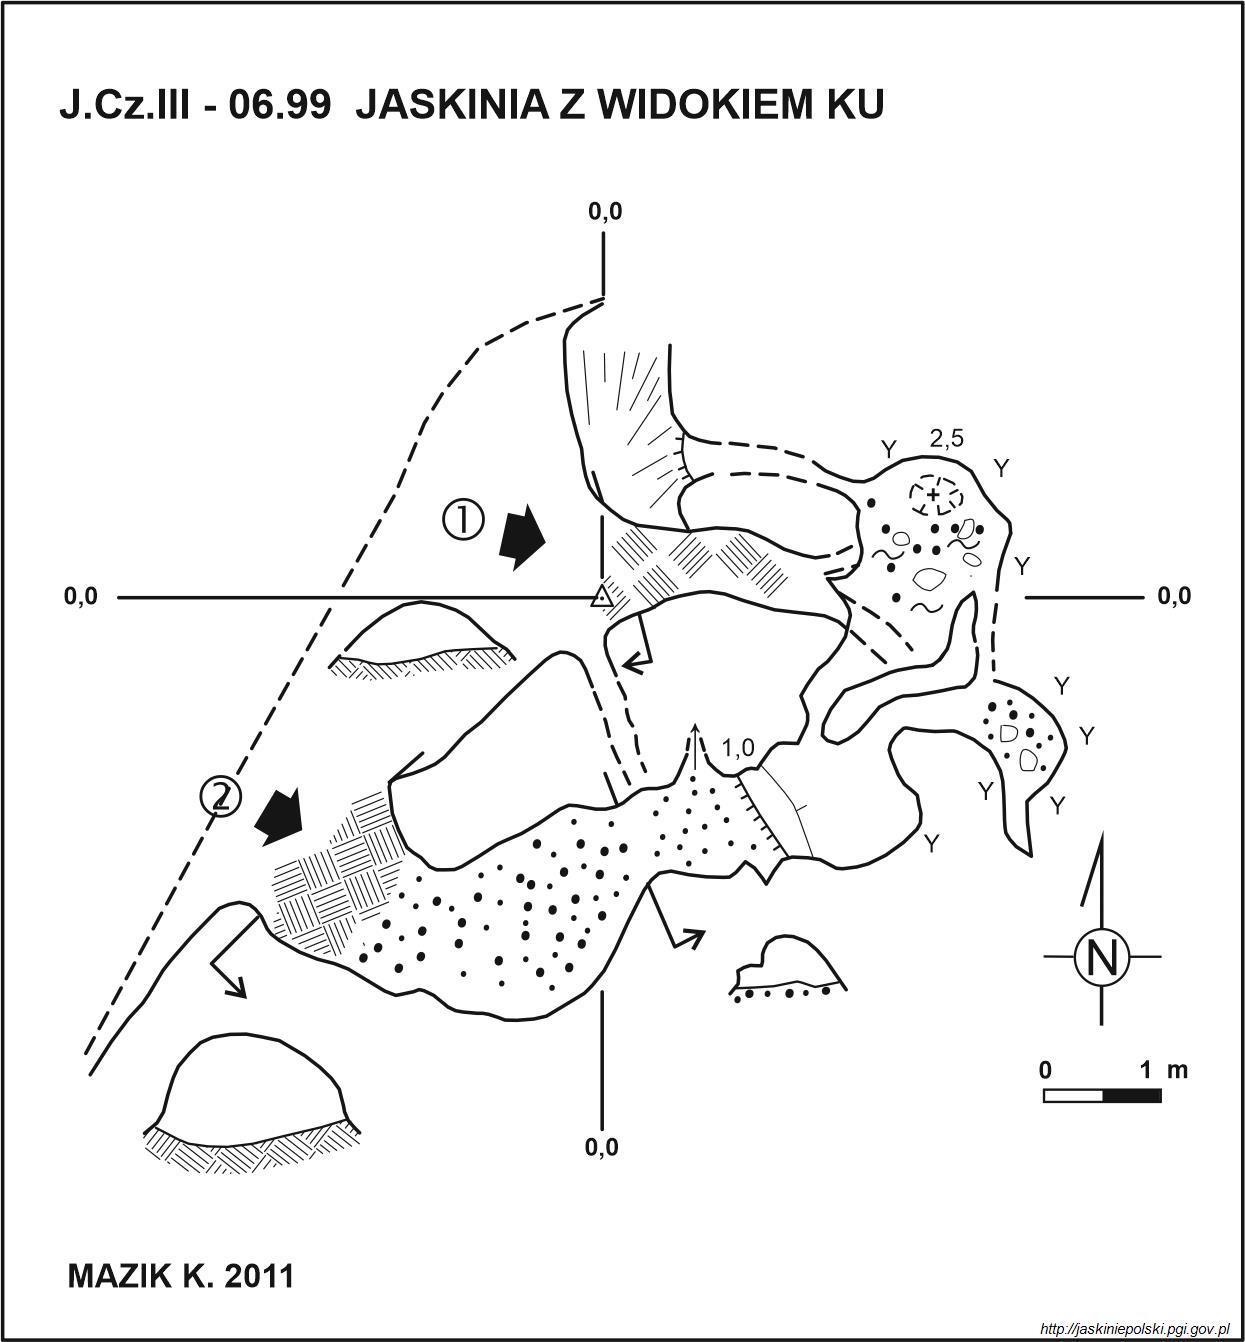 J.Cz.III - 06.99 JASKINIA Z WIDOKIEM KU
0,0
2,5
Y
Y
1
Y
0,0
0,0
Y
Y
1,0
2
Y
Y
Y
N
0 1 m
0,0
MAZIK K. 2011
http://jaskiniepolski.pgi.gov.pl